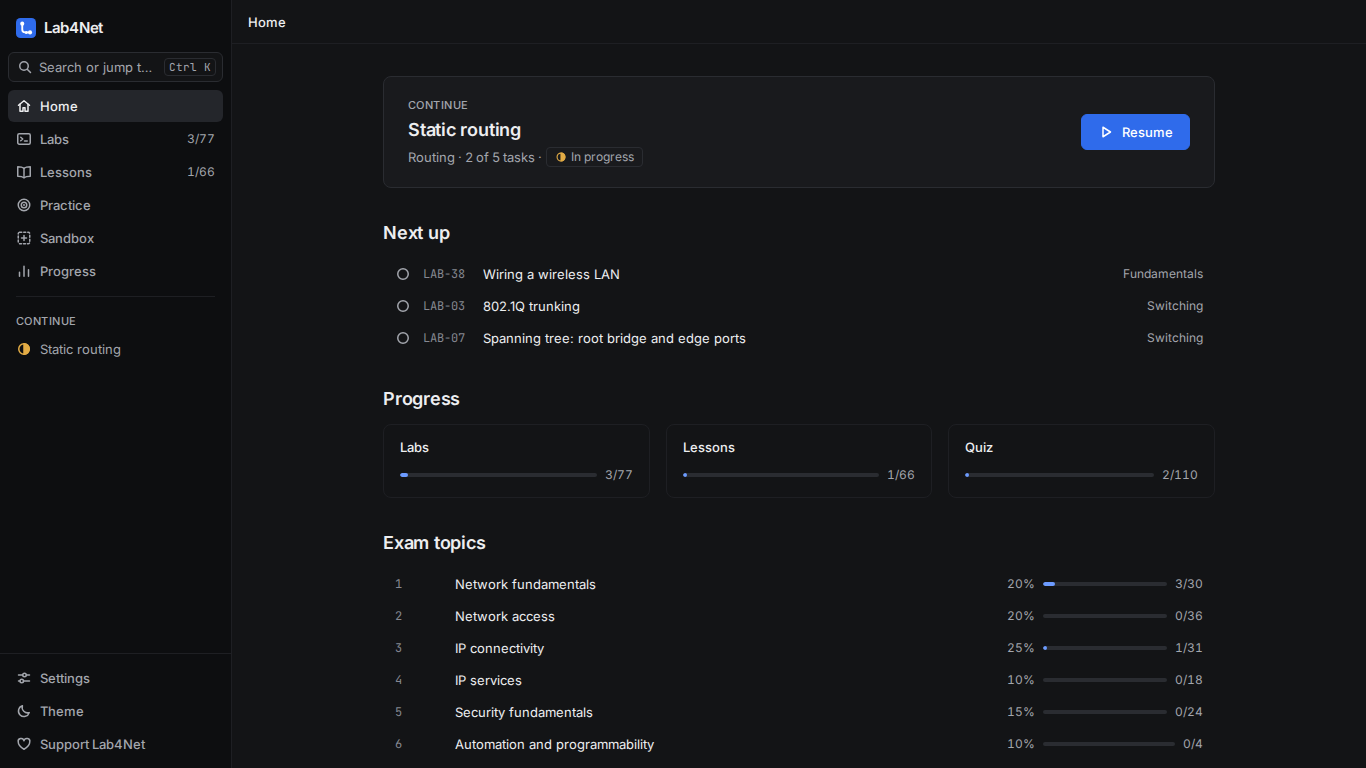 Lab4Net
Search or jump t... Ctrl K
Home
Labs 3/77
Lessons 1/66
Practice
Sandbox
Progress
CONTINUE
Static routing
Settings
Theme
Support Lab4Net
Home
CONTINUE
Static routing
Routing · 2 of 5 tasks · In progress
Resume
Next up
LAB-38 Wiring a wireless LAN Fundamentals
LAB-03 802.1Q trunking Switching
LAB-07 Spanning tree: root bridge and edge ports Switching
Progress
Labs
3/77
Lessons
1/66
Quiz
2/110
Exam topics
1 Network fundamentals 20% 3/30
2 Network access 20% 0/36
3 IP connectivity 25% 1/31
4 IP services 10% 0/18
5 Security fundamentals 15% 0/24
6 Automation and programmability 10% 0/4